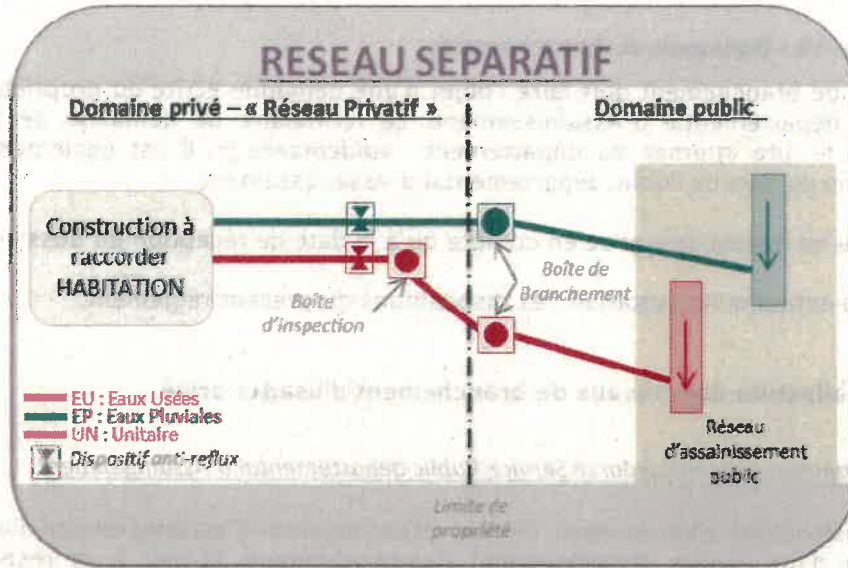 RESEAU SEPARATIF
Domaine privé – « Réseau Privatif »
Domaine public
Construction à
raccorder
HABITATION
Boîte
d'inspection
Boîte de
Branchement
EU : Eaux Usées
EP : Eaux Pluviales
UN : Unitaire
Dispositif anti-reflux
Réseau
d'assainissement
public
Limite de
propriété